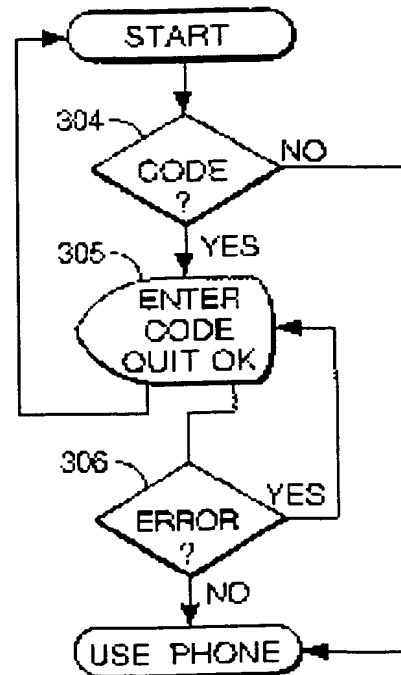 START
304
CODE
?
NO
YES
305
ENTER
CODE
QUIT OK
306
ERROR
?
YES
NO
USE PHONE